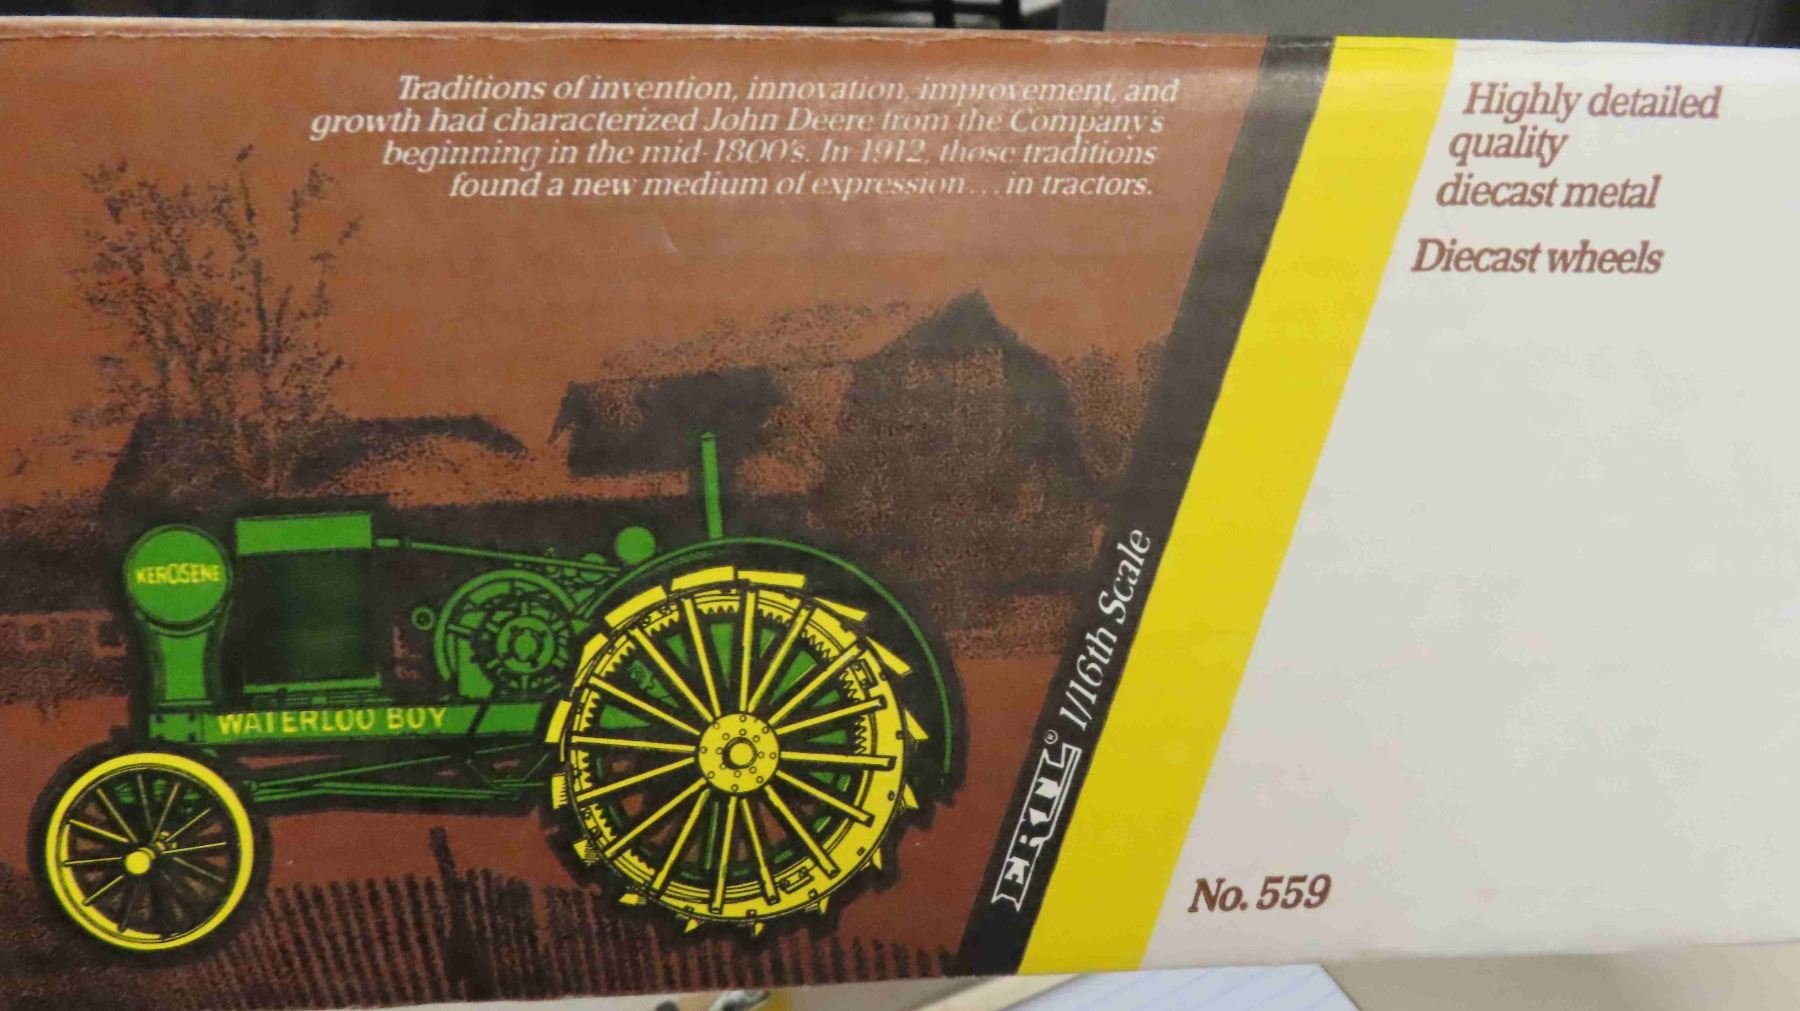 Traditions of invention, innovation, improvement, and
growth had characterized John Deere from the Company's
beginning in the mid-1800's. In 1912, those traditions
found a new medium of expression...in tractors.
Highly detailed
quality
diecast metal
Diecast wheels
KEROSENE
WATERLOO BOY
ERTL® 1/16th Scale
No. 559